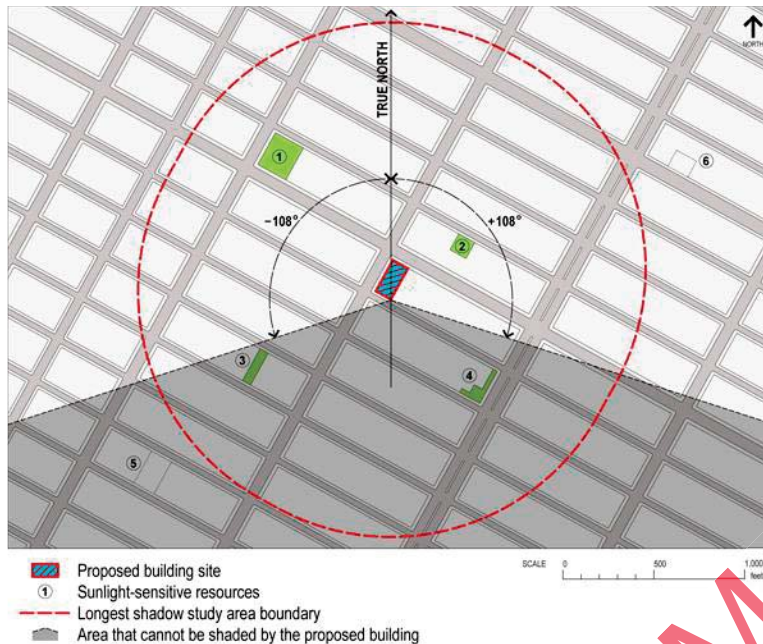 TRUE NORTH
NORTH
1
6
−108°
+108°
2
3
4
5
Proposed building site
1 Sunlight-sensitive resources
Longest shadow study area boundary
Area that cannot be shaded by the proposed building
SCALE 0 500 1,000
feet
M